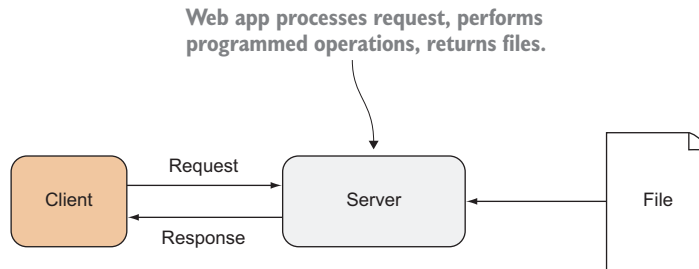 Web app processes request, performs
programmed operations, returns files.
Request
Client
Server
File
Response